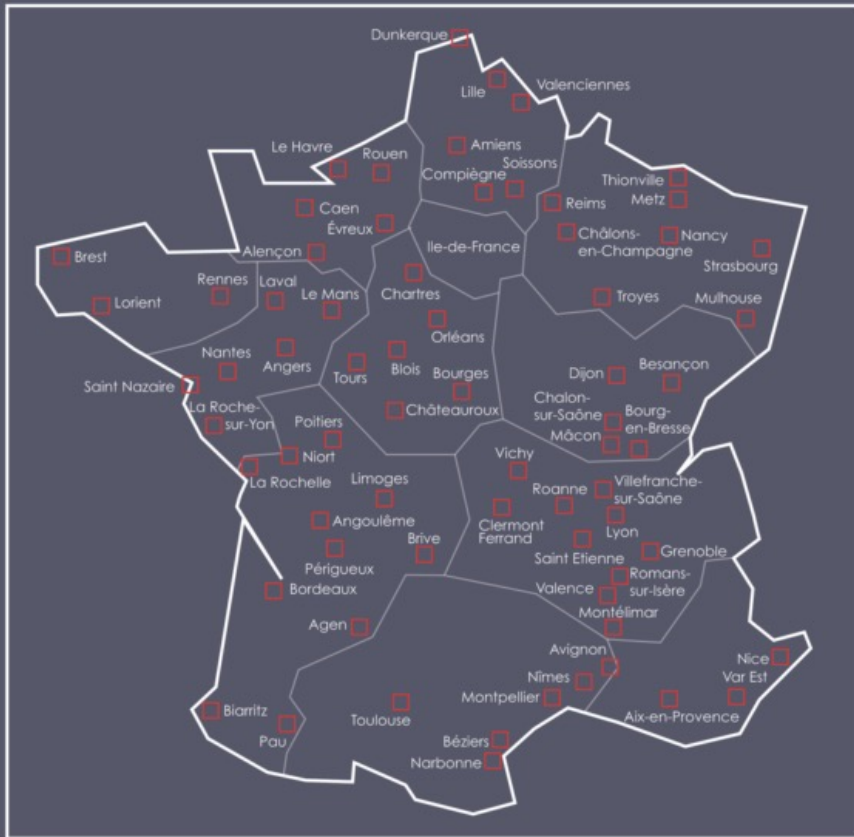 Dunkerque
Lille
Valenciennes
Amiens
Le Havre
Rouen
Soissons
Compiègne
Thionville
Metz
Reims
Caen
Évreux
Châlons-
en-Champagne
Nancy
Ile-de-France
Strasbourg
Alençon
Brest
Rennes
Laval
Le Mans
Chartres
Troyes
Mulhouse
Lorient
Orléans
Nantes
Angers
Tours
Blois
Bourges
Dijon
Besançon
Saint Nazaire
Châteauroux
Chalon-
sur-Saône
Bourg-
en-Bresse
La Roche-
sur-Yon
Poitiers
Mâcon
Niort
La Rochelle
Vichy
Limoges
Roanne
Villefranche-
sur-Saône
Angoulême
Clermont
Ferrand
Lyon
Brive
Saint Etienne
Grenoble
Périgueux
Romans-
sur-Isère
Bordeaux
Valence
Montélimar
Agen
Avignon
Nice
Nîmes
Var Est
Montpellier
Biarritz
Toulouse
Aix-en-Provence
Pau
Béziers
Narbonne